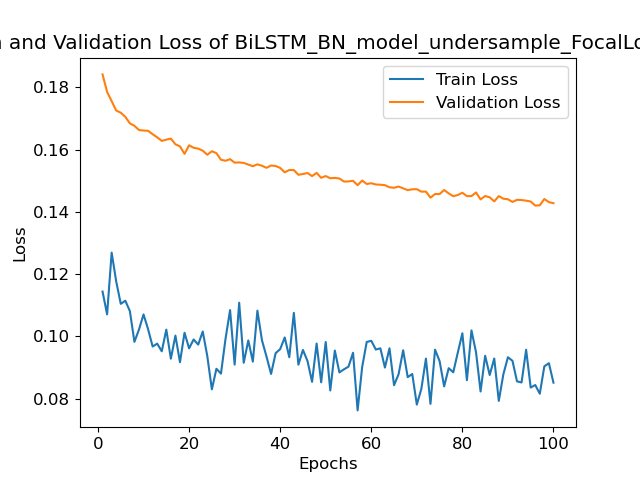 and Validation Loss of BiLSTM_BN_model_undersample_FocalLo
Train Loss
Validation Loss
Loss
0.18
0.16
0.14
0.12
0.10
0.08
0 20 40 60 80 100
Epochs